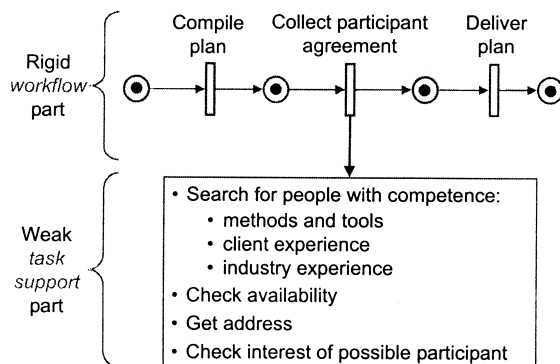 Compile
plan
Collect participant
agreement
Deliver
plan
Rigid
workflow
part
Weak
task
support
part
• Search for people with competence:
• methods and tools
• client experience
• industry experience
• Check availability
• Get address
• Check interest of possible participant